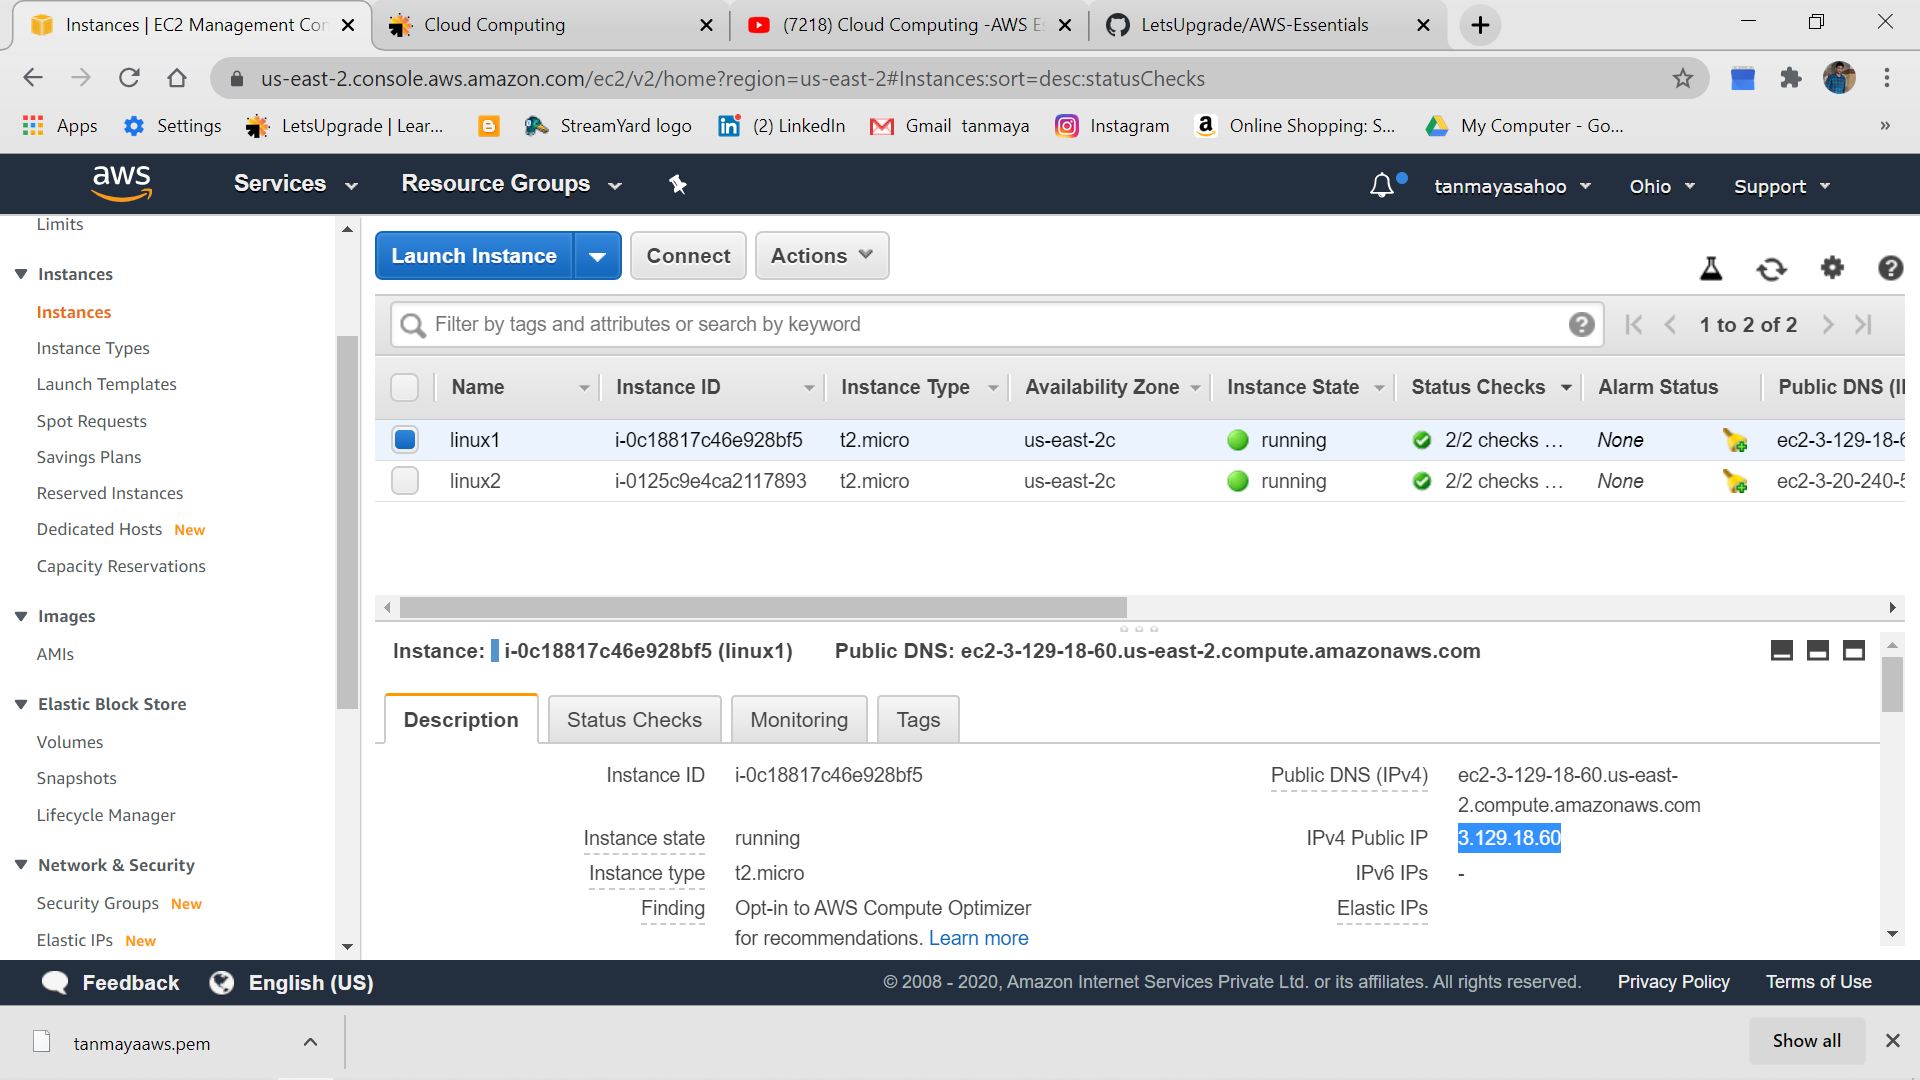 Instances | EC2 Management Con
Cloud Computing
(7218) Cloud Computing -AWS Es
LetsUpgrade/AWS-Essentials
us-east-2.console.aws.amazon.com/ec2/v2/home?region=us-east-2#Instances:sort=desc:statusChecks
Apps
Settings
LetsUpgrade | Lear...
StreamYard logo
(2) LinkedIn
Gmail tanmaya
Instagram
Online Shopping: S...
My Computer - Go...
»
aws
Services
Resource Groups
tanmayasahoo
Ohio
Support
Limits
Instances
Instances
Instance Types
Launch Templates
Spot Requests
Savings Plans
Reserved Instances
Dedicated Hosts New
Capacity Reservations
Images
AMIs
Elastic Block Store
Volumes
Snapshots
Lifecycle Manager
Network & Security
Security Groups New
Elastic IPs New
Launch Instance
Connect
Actions
Filter by tags and attributes or search by keyword
1 to 2 of 2
Name Instance ID Instance Type Availability Zone Instance State Status Checks Alarm Status Public DNS (I
linux1 i-0c18817c46e928bf5 t2.micro us-east-2c running 2/2 checks ... None ec2-3-129-18-6
linux2 i-0125c9e4ca2117893 t2.micro us-east-2c running 2/2 checks ... None ec2-3-20-240-5
Instance: i-0c18817c46e928bf5 (linux1) Public DNS: ec2-3-129-18-60.us-east-2.compute.amazonaws.com
Description
Status Checks
Monitoring
Tags
Instance ID i-0c18817c46e928bf5
Instance state running
Instance type t2.micro
Finding Opt-in to AWS Compute Optimizer
for recommendations. Learn more
Public DNS (IPv4) ec2-3-129-18-60.us-east-
2.compute.amazonaws.com
IPv4 Public IP 3.129.18.60
IPv6 IPs -
Elastic IPs
Feedback
English (US)
© 2008 - 2020, Amazon Internet Services Private Ltd. or its affiliates. All rights reserved.
Privacy Policy
Terms of Use
tanmayaaws.pem
Show all